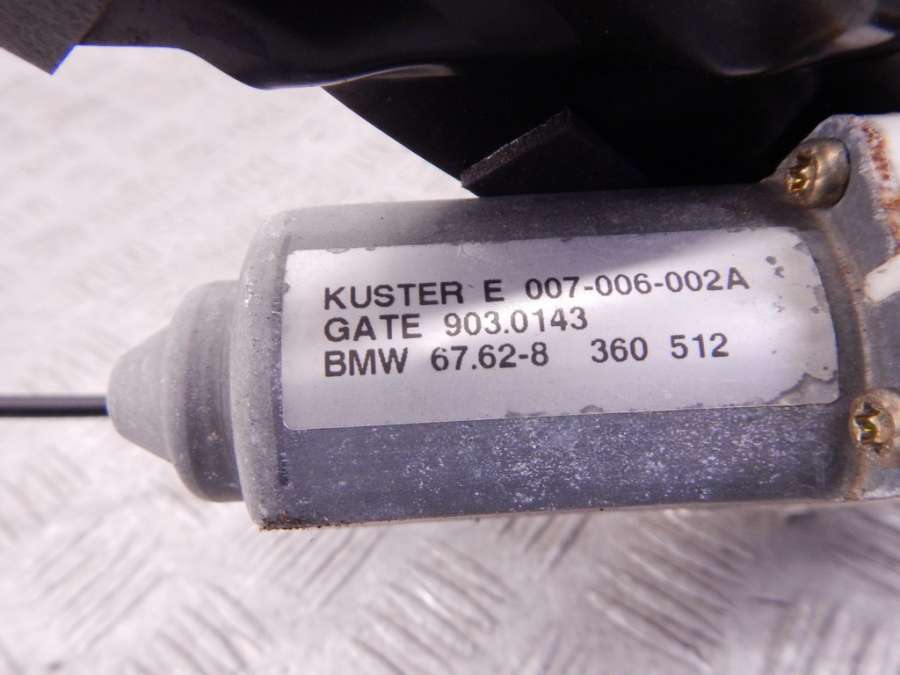 KUSTER E 007-006-002A
GATE 903.0143
BMW 67.62-8 360 512